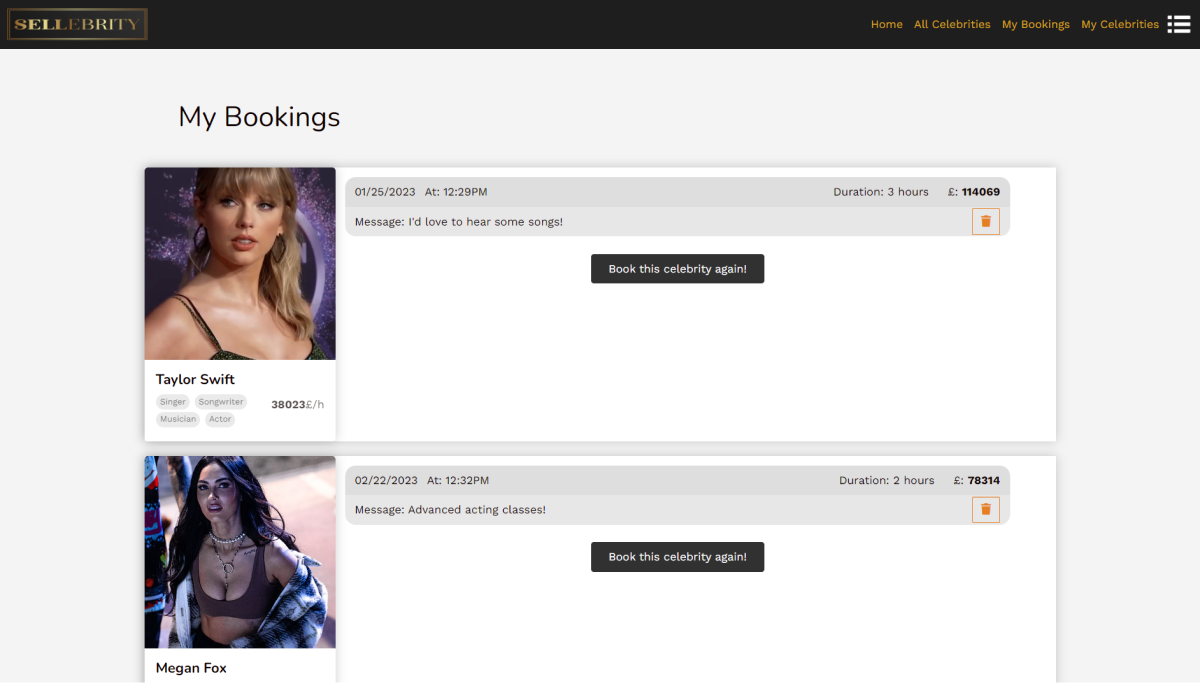 SELLEBRITY
Home All Celebrities My Bookings My Celebrities
My Bookings
01/25/2023 At: 12:29PM Duration: 3 hours £: 114069
Message: I'd love to hear some songs!
Book this celebrity again!
Taylor Swift
Singer Songwriter
38023£/h
Musician Actor
02/22/2023 At: 12:32PM Duration: 2 hours £: 78314
Message: Advanced acting classes!
Book this celebrity again!
Megan Fox